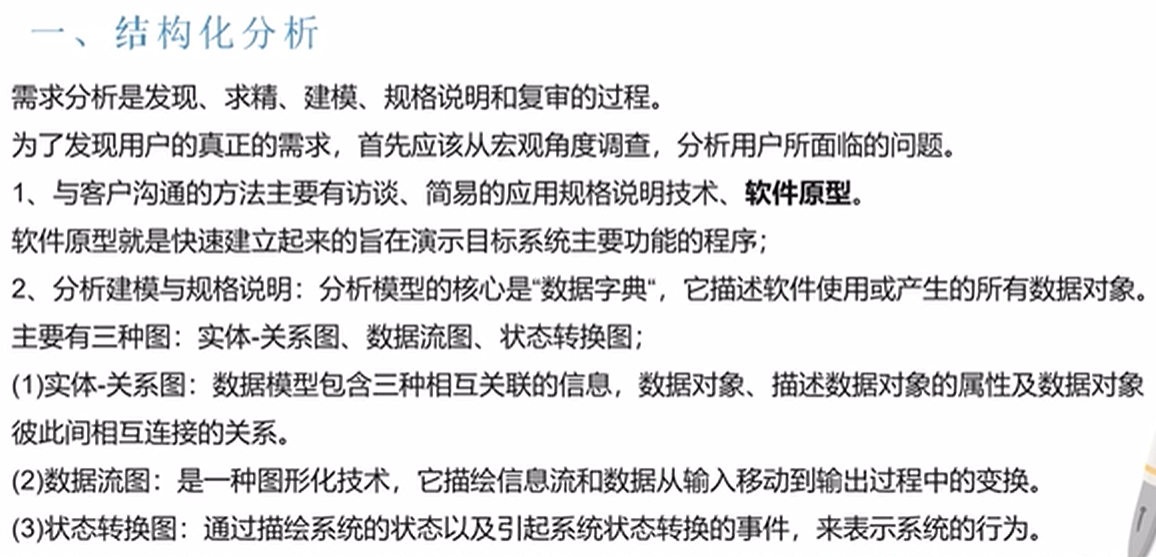 一、结构化分析
需求分析是发现、求精、建模、规格说明和复审的过程。
为了发现用户的真正的需求，首先应该从宏观角度调查，分析用户所面临的问题。
1、与客户沟通的方法主要有访谈、简易的应用规格说明技术、软件原型。
软件原型就是快速建立起来的旨在演示目标系统主要功能的程序；
2、分析建模与规格说明：分析模型的核心是“数据字典“，它描述软件使用或产生的所有数据对象。
主要有三种图：实体-关系图、数据流图、状态转换图；
(1)实体-关系图：数据模型包含三种相互关联的信息，数据对象、描述数据对象的属性及数据对象
彼此间相互连接的关系。
(2)数据流图：是一种图形化技术，它描绘信息流和数据从输入移动到输出过程中的变换。
(3)状态转换图：通过描绘系统的状态以及引起系统状态转换的事件，来表示系统的行为。